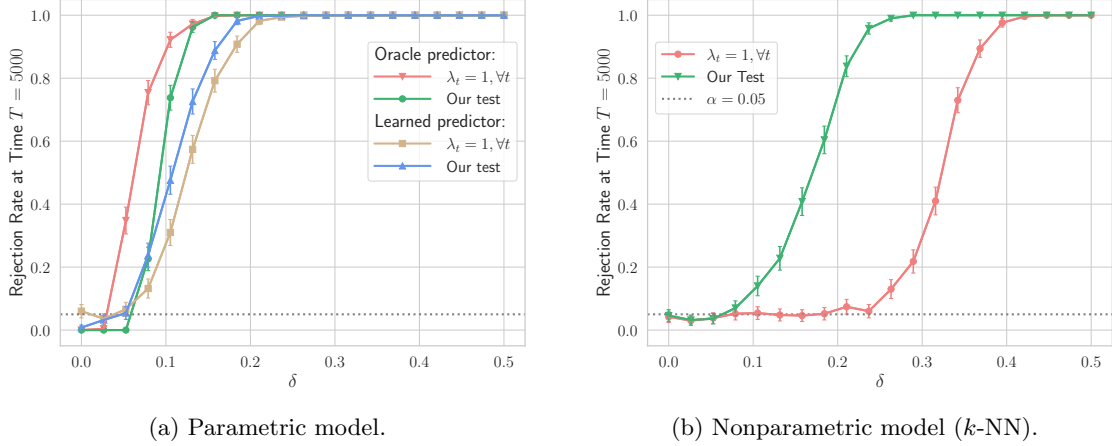 Rejection Rate at Time T = 5000
1.0
0.8
0.6
0.4
0.2
0.0
0.0 0.1 0.2 0.3 0.4 0.5
δ
Oracle predictor:
λt = 1, ∀t
Our test
Learned predictor:
λt = 1, ∀t
Our test
(a) Parametric model.
Rejection Rate at Time T = 5000
1.0
0.8
0.6
0.4
0.2
0.0
0.0 0.1 0.2 0.3 0.4 0.5
δ
λt = 1, ∀t
Our Test
α = 0.05
(b) Nonparametric model (k-NN).